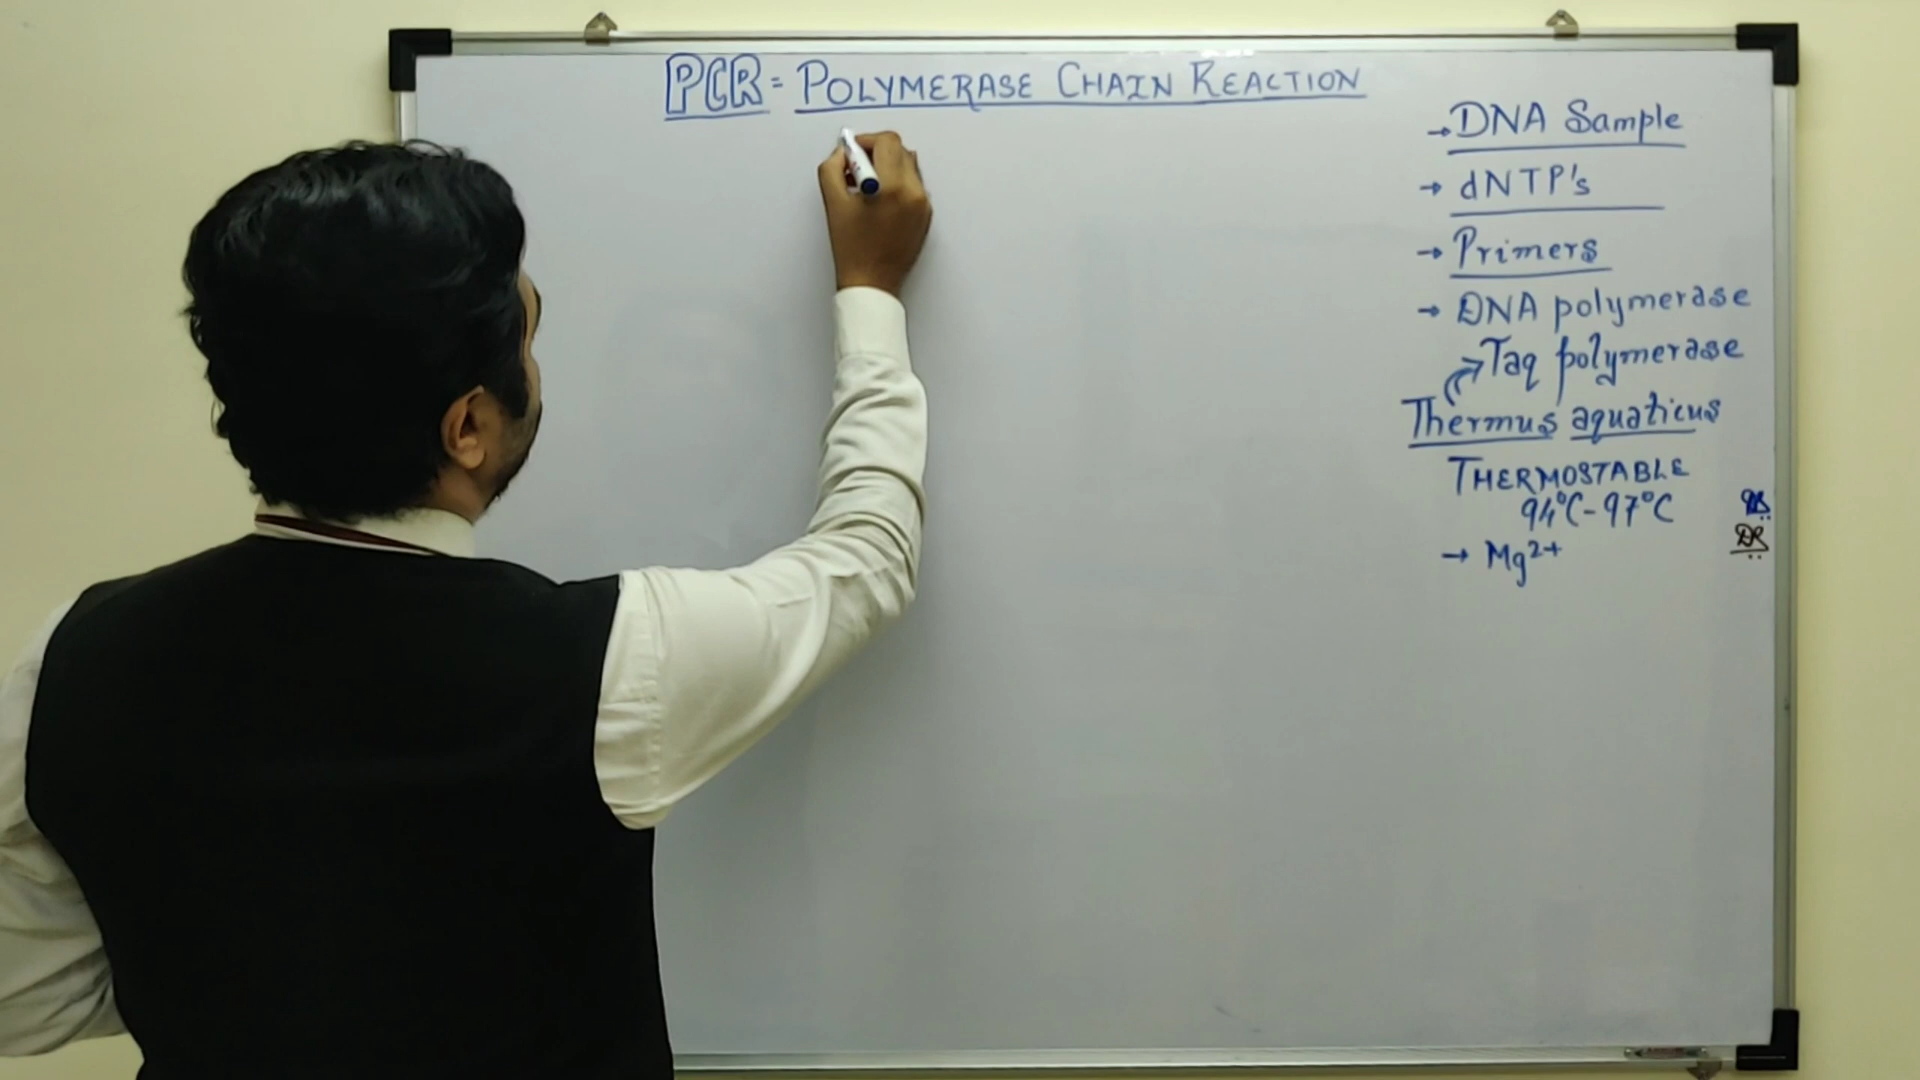 PCR = POLYMERASE CHAIN REACTION
→ DNA Sample
→ dNTP's
→ Primers
→ DNA polymerase
→ Taq polymerase
Thermus aquaticus
THERMOSTABLE
94°C - 97°C
→ Mg²⁺